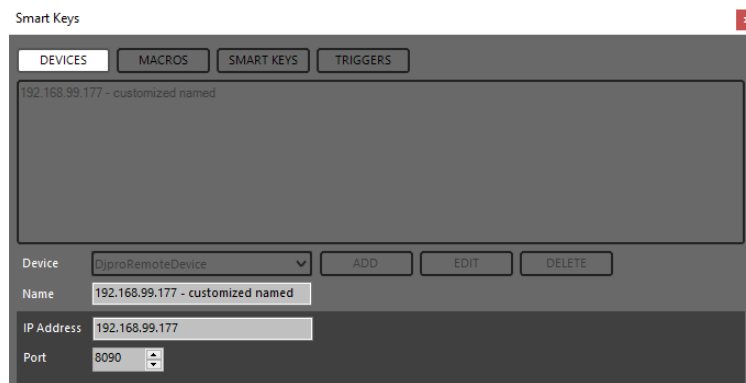 Smart Keys
DEVICES MACROS SMART KEYS TRIGGERS
192.168.99.177 - customized named
Device DjproRemoteDevice ADD EDIT DELETE
Name 192.168.99.177 - customized named
IP Address 192.168.99.177
Port 8090